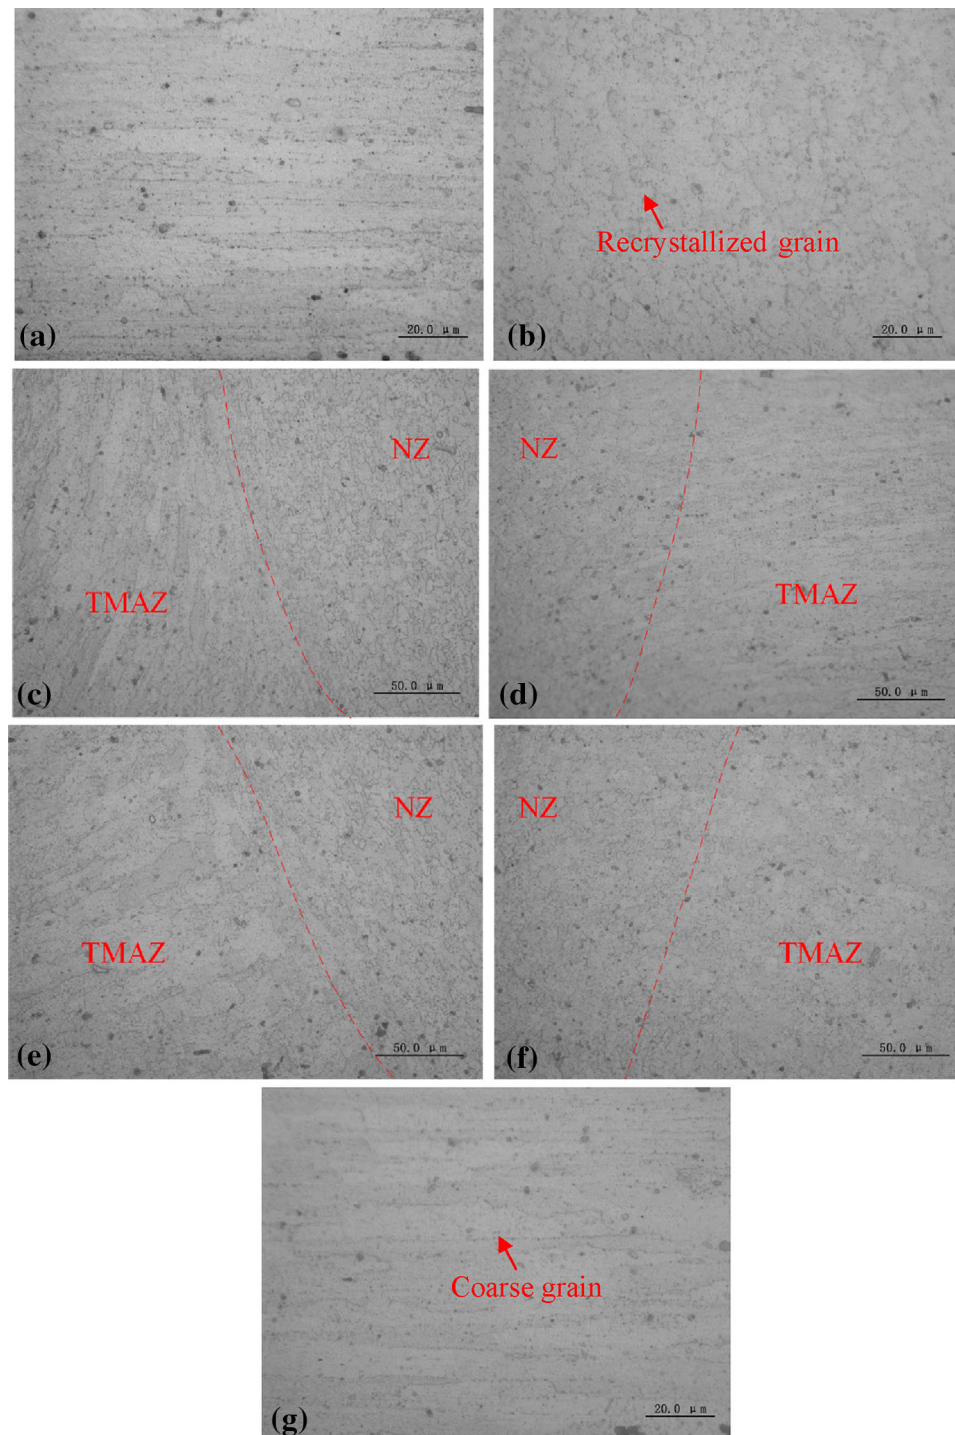 Recrystallized grain
(a)
20.0 μm
(b)
20.0 μm
NZ
TMAZ
(c)
50.0 μm
NZ
TMAZ
(d)
50.0 μm
NZ
TMAZ
(e)
50.0 μm
NZ
TMAZ
(f)
50.0 μm
Coarse grain
(g)
20.0 μm